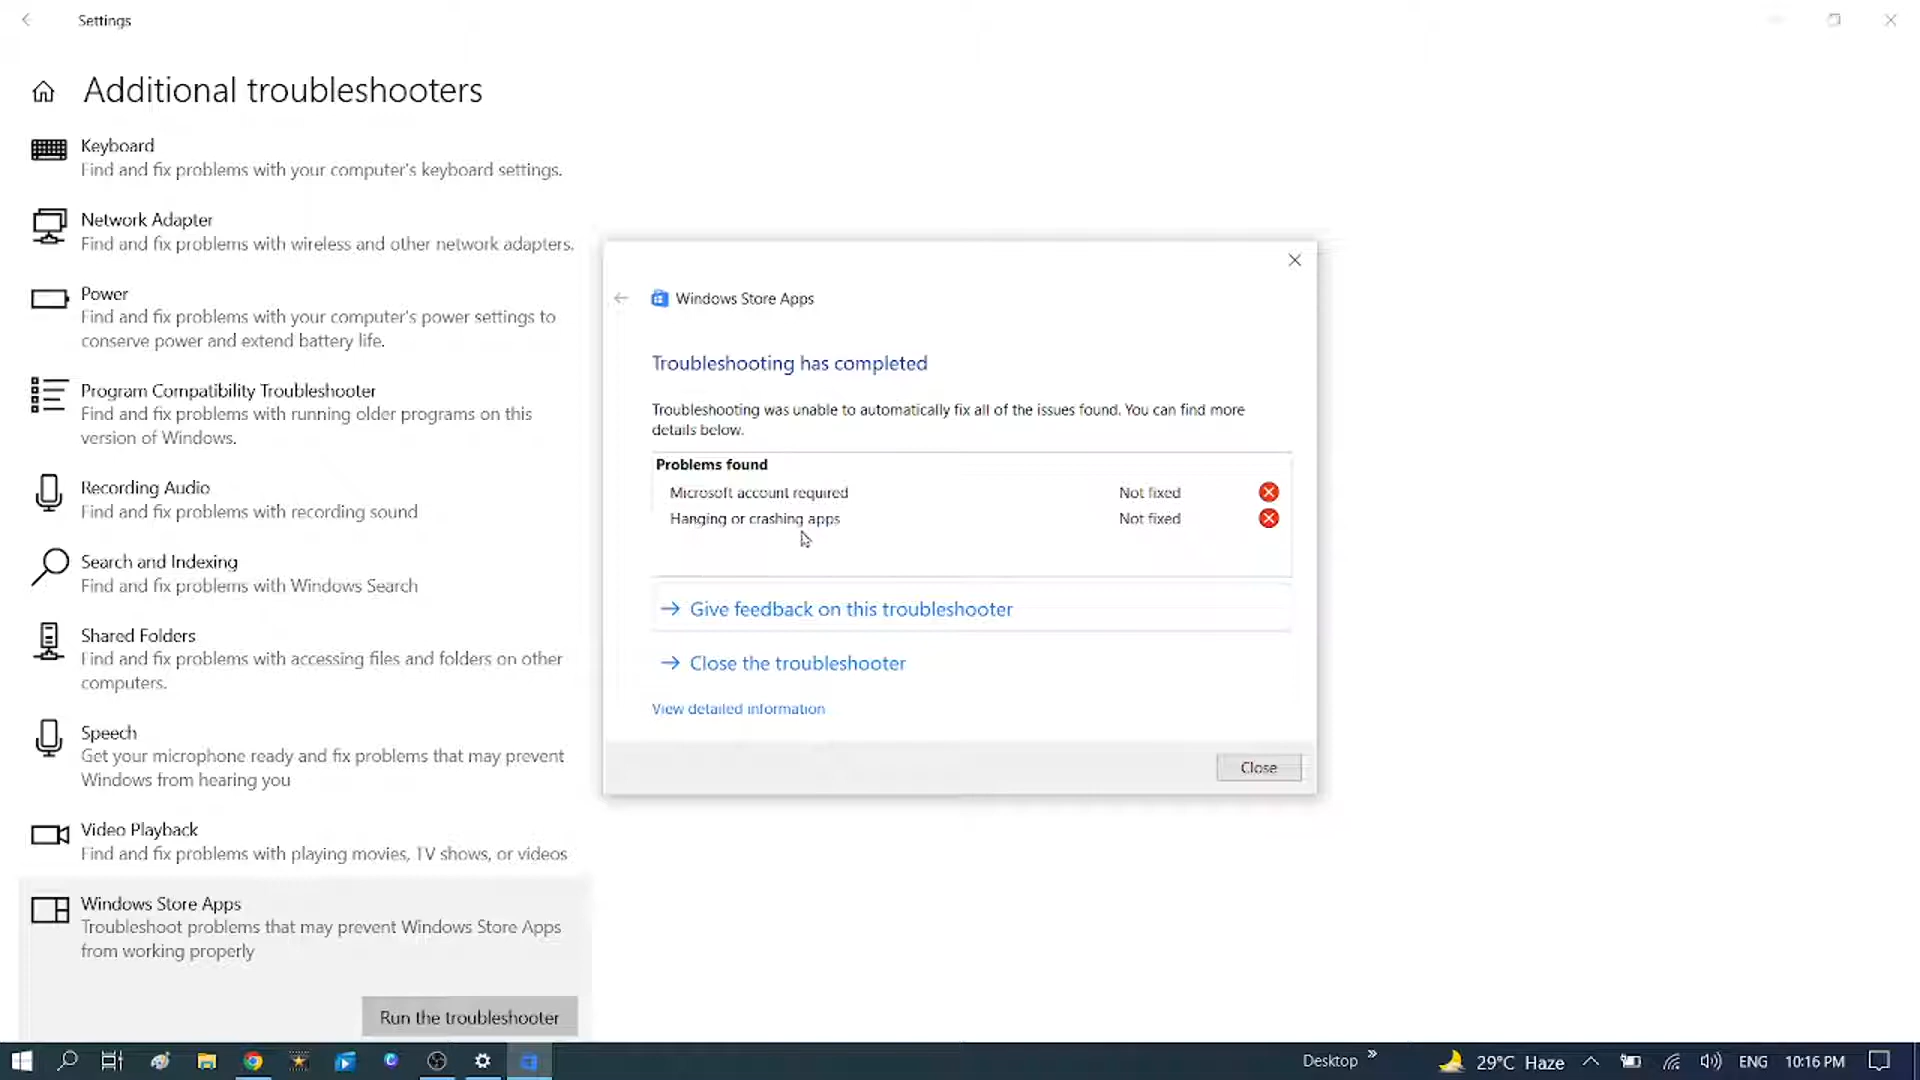 Settings
Additional troubleshooters
Keyboard
Find and fix problems with your computer's keyboard settings.
Network Adapter
Find and fix problems with wireless and other network adapters.
Power
Find and fix problems with your computer's power settings to
conserve power and extend battery life.
Program Compatibility Troubleshooter
Find and fix problems with running older programs on this
version of Windows.
Recording Audio
Find and fix problems with recording sound
Search and Indexing
Find and fix problems with Windows Search
Shared Folders
Find and fix problems with accessing files and folders on other
computers.
Speech
Get your microphone ready and fix problems that may prevent
Windows from hearing you
Video Playback
Find and fix problems with playing movies, TV shows, or videos
Windows Store Apps
Troubleshoot problems that may prevent Windows Store Apps
from working properly
Run the troubleshooter
Windows Store Apps
Troubleshooting has completed
Troubleshooting was unable to automatically fix all of the issues found. You can find more
details below.
Problems found
Microsoft account required Not fixed
Hanging or crashing apps Not fixed
Give feedback on this troubleshooter
Close the troubleshooter
View detailed information
Close
Desktop » 29°C Haze ENG 10:16 PM